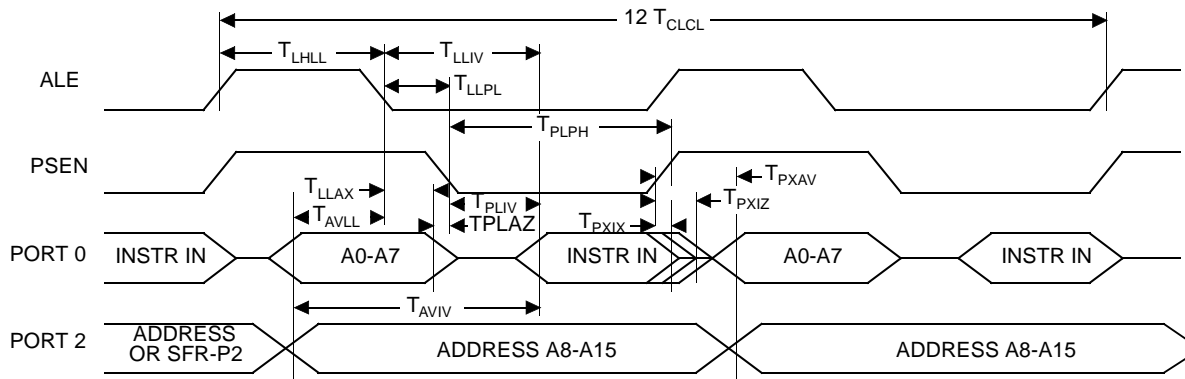 12 TCLCL
TLHLL TLLIV
ALE
TLLPL
TPLPH
PSEN
TLLAX TPXAV
TAVLL TPLIV TPXIZ
TPLAZ TPXIX
PORT 0 INSTR IN A0-A7 INSTR IN A0-A7 INSTR IN
TAVIV
PORT 2 ADDRESS OR SFR-P2 ADDRESS A8-A15 ADDRESS A8-A15